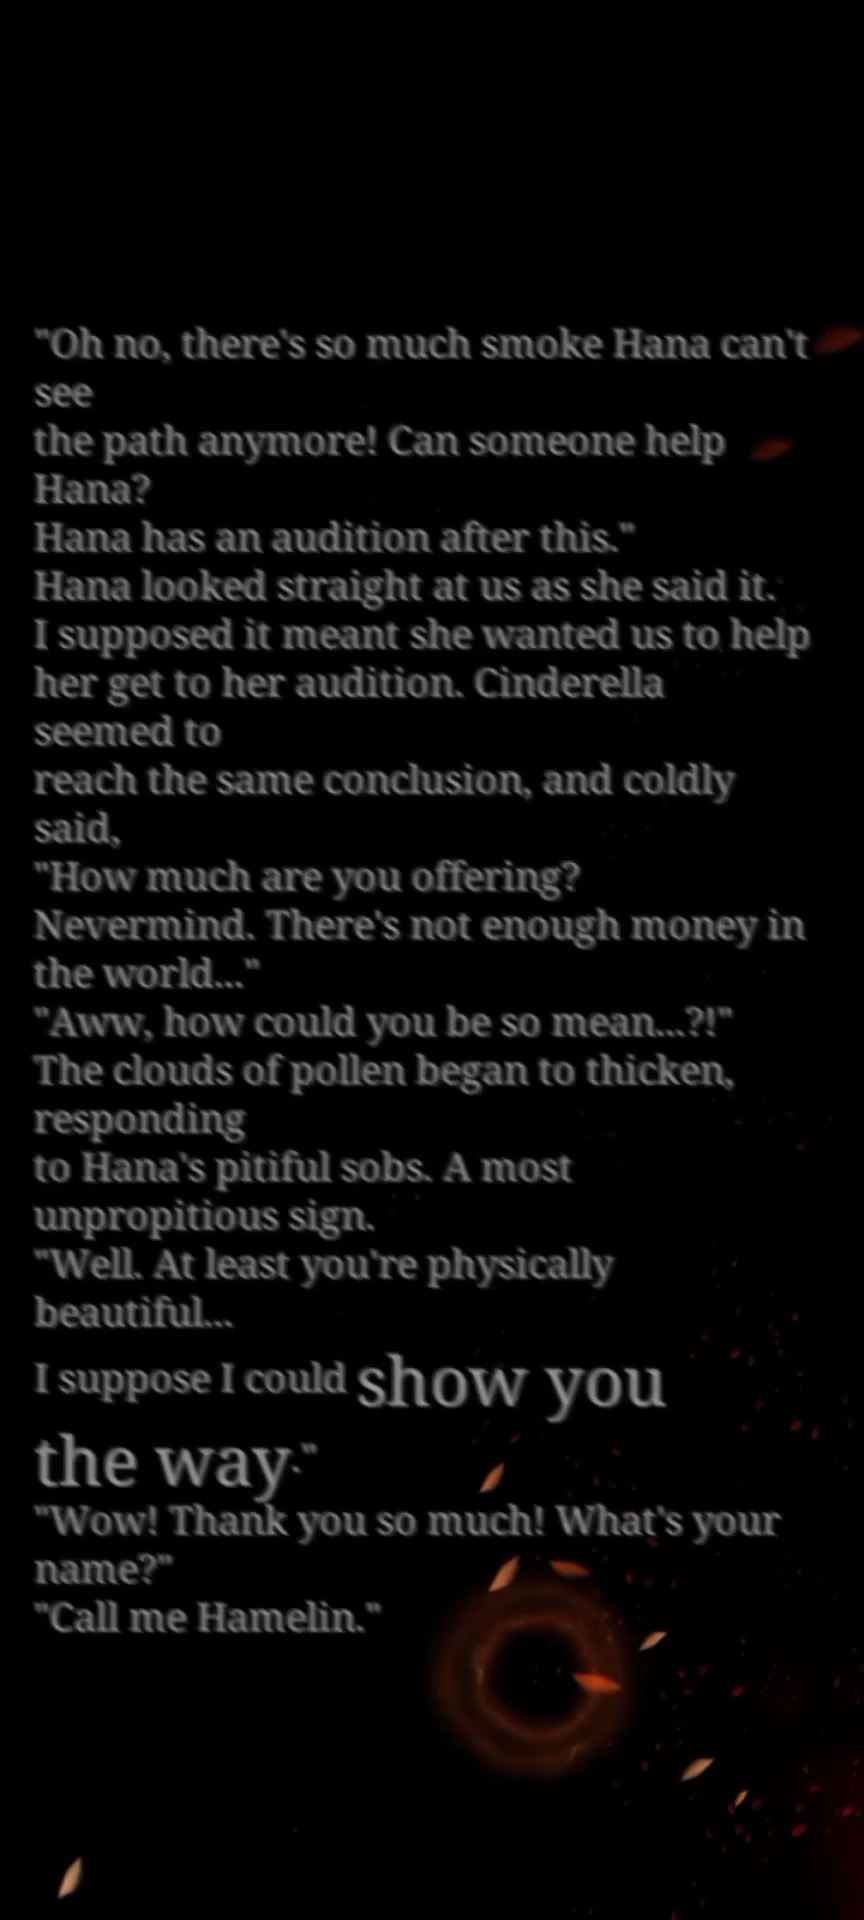 "Oh no, there's so much smoke Hana can't
see
the path anymore! Can someone help
Hana?
Hana has an audition after this."
Hana looked straight at us as she said it.
I supposed it meant she wanted us to help
her get to her audition. Cinderella
seemed to
reach the same conclusion, and coldly
said,
"How much are you offering?
Nevermind. There's not enough money in
the world..."
"Aww, how could you be so mean...?!"
The clouds of pollen began to thicken,
responding
to Hana's pitiful sobs. A most
unpropitious sign.
"Well. At least you're physically
beautiful...
I suppose I could show you
the way."
"Wow! Thank you so much! What's your
name?"
"Call me Hamelin."